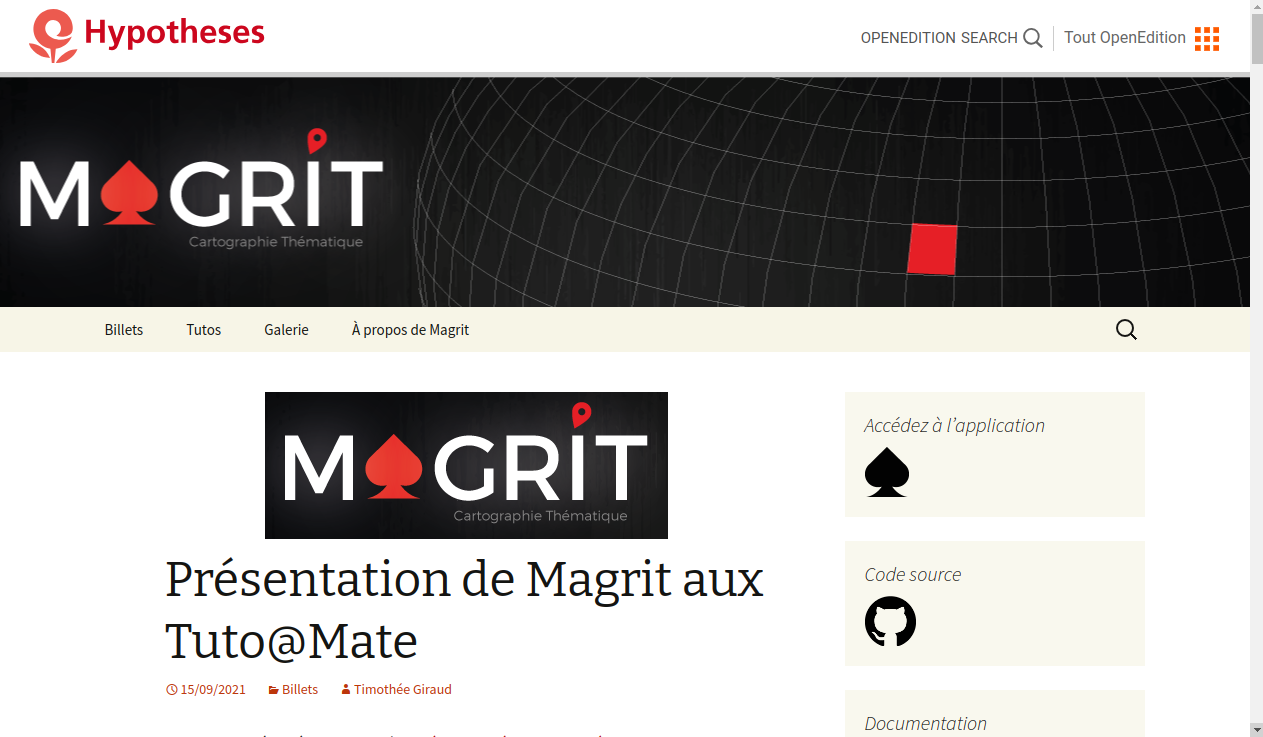 Hypotheses
OPENEDITION SEARCH
Tout OpenEdition
MAGRIT
Cartographie Thématique
Billets
Tutos
Galerie
À propos de Magrit
MAGRIT
Cartographie Thématique
Présentation de Magrit aux
Tuto@Mate
15/09/2021
Billets
Timothée Giraud
Accédez à l'application
Code source
Documentation